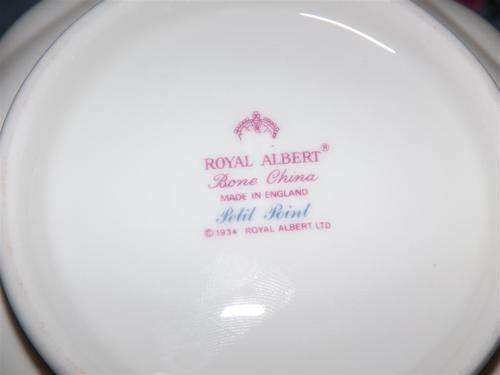 ROYAL ALBERT®
Bone China
MADE IN ENGLAND
Petit Point
© 1934 ROYAL ALBERT LTD